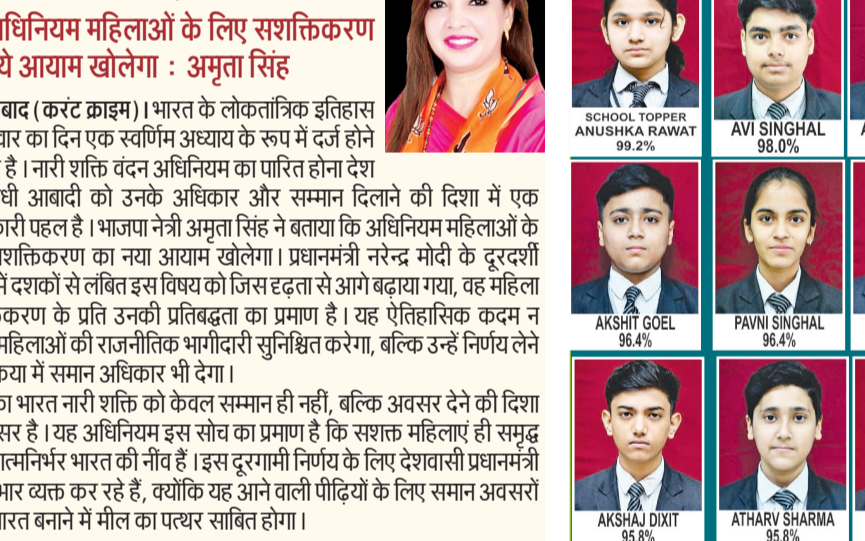 धिनियम महिलाओं के लिए सशक्तिकरण
ये आयाम खोलेगा : अमृता सिंह
बाद (करंट क्राइम)। भारत के लोकतांत्रिक इतिहास
वार का दिन एक स्वर्णिम अध्याय के रूप में दर्ज होने
है। नारी शक्ति वंदन अधिनियम का पारित होना देश
धी आबादी को उनके अधिकार और सम्मान दिलाने की दिशा में एक
कारी पहल है। भाजपा नेत्री अमृता सिंह ने बताया कि अधिनियम महिलाओं के
शक्तिकरण का नया आयाम खोलेगा। प्रधानमंत्री नरेन्द्र मोदी के दूरदर्शी
में दशकों से लंबित इस विषय को जिस दृढ़ता से आगे बढ़ाया गया, वह महिला
करण के प्रति उनकी प्रतिबद्धता का प्रमाण है। यह ऐतिहासिक कदम न
महिलाओं की राजनीतिक भागीदारी सुनिश्चित करेगा, बल्कि उन्हें निर्णय लेने
क्रिया में समान अधिकार भी देगा।
का भारत नारी शक्ति को केवल सम्मान ही नहीं, बल्कि अवसर देने की दिशा
सर है। यह अधिनियम इस सोच का प्रमाण है कि सशक्त महिलाएं ही समृद्ध
त्मनिर्भर भारत की नींव हैं। इस दूरगामी निर्णय के लिए देशवासी प्रधानमंत्री
भार व्यक्त कर रहे हैं, क्योंकि यह आने वाली पीढ़ियों के लिए समान अवसरों
भारत बनाने में मील का पत्थर साबित होगा।
SCHOOL TOPPER
ANUSHKA RAWAT
99.2%
AVI SINGHAL
98.0%
AKSHIT GOEL
96.4%
PAVNI SINGHAL
96.4%
AKSHAJ DIXIT
95.8%
ATHARV SHARMA
95.8%